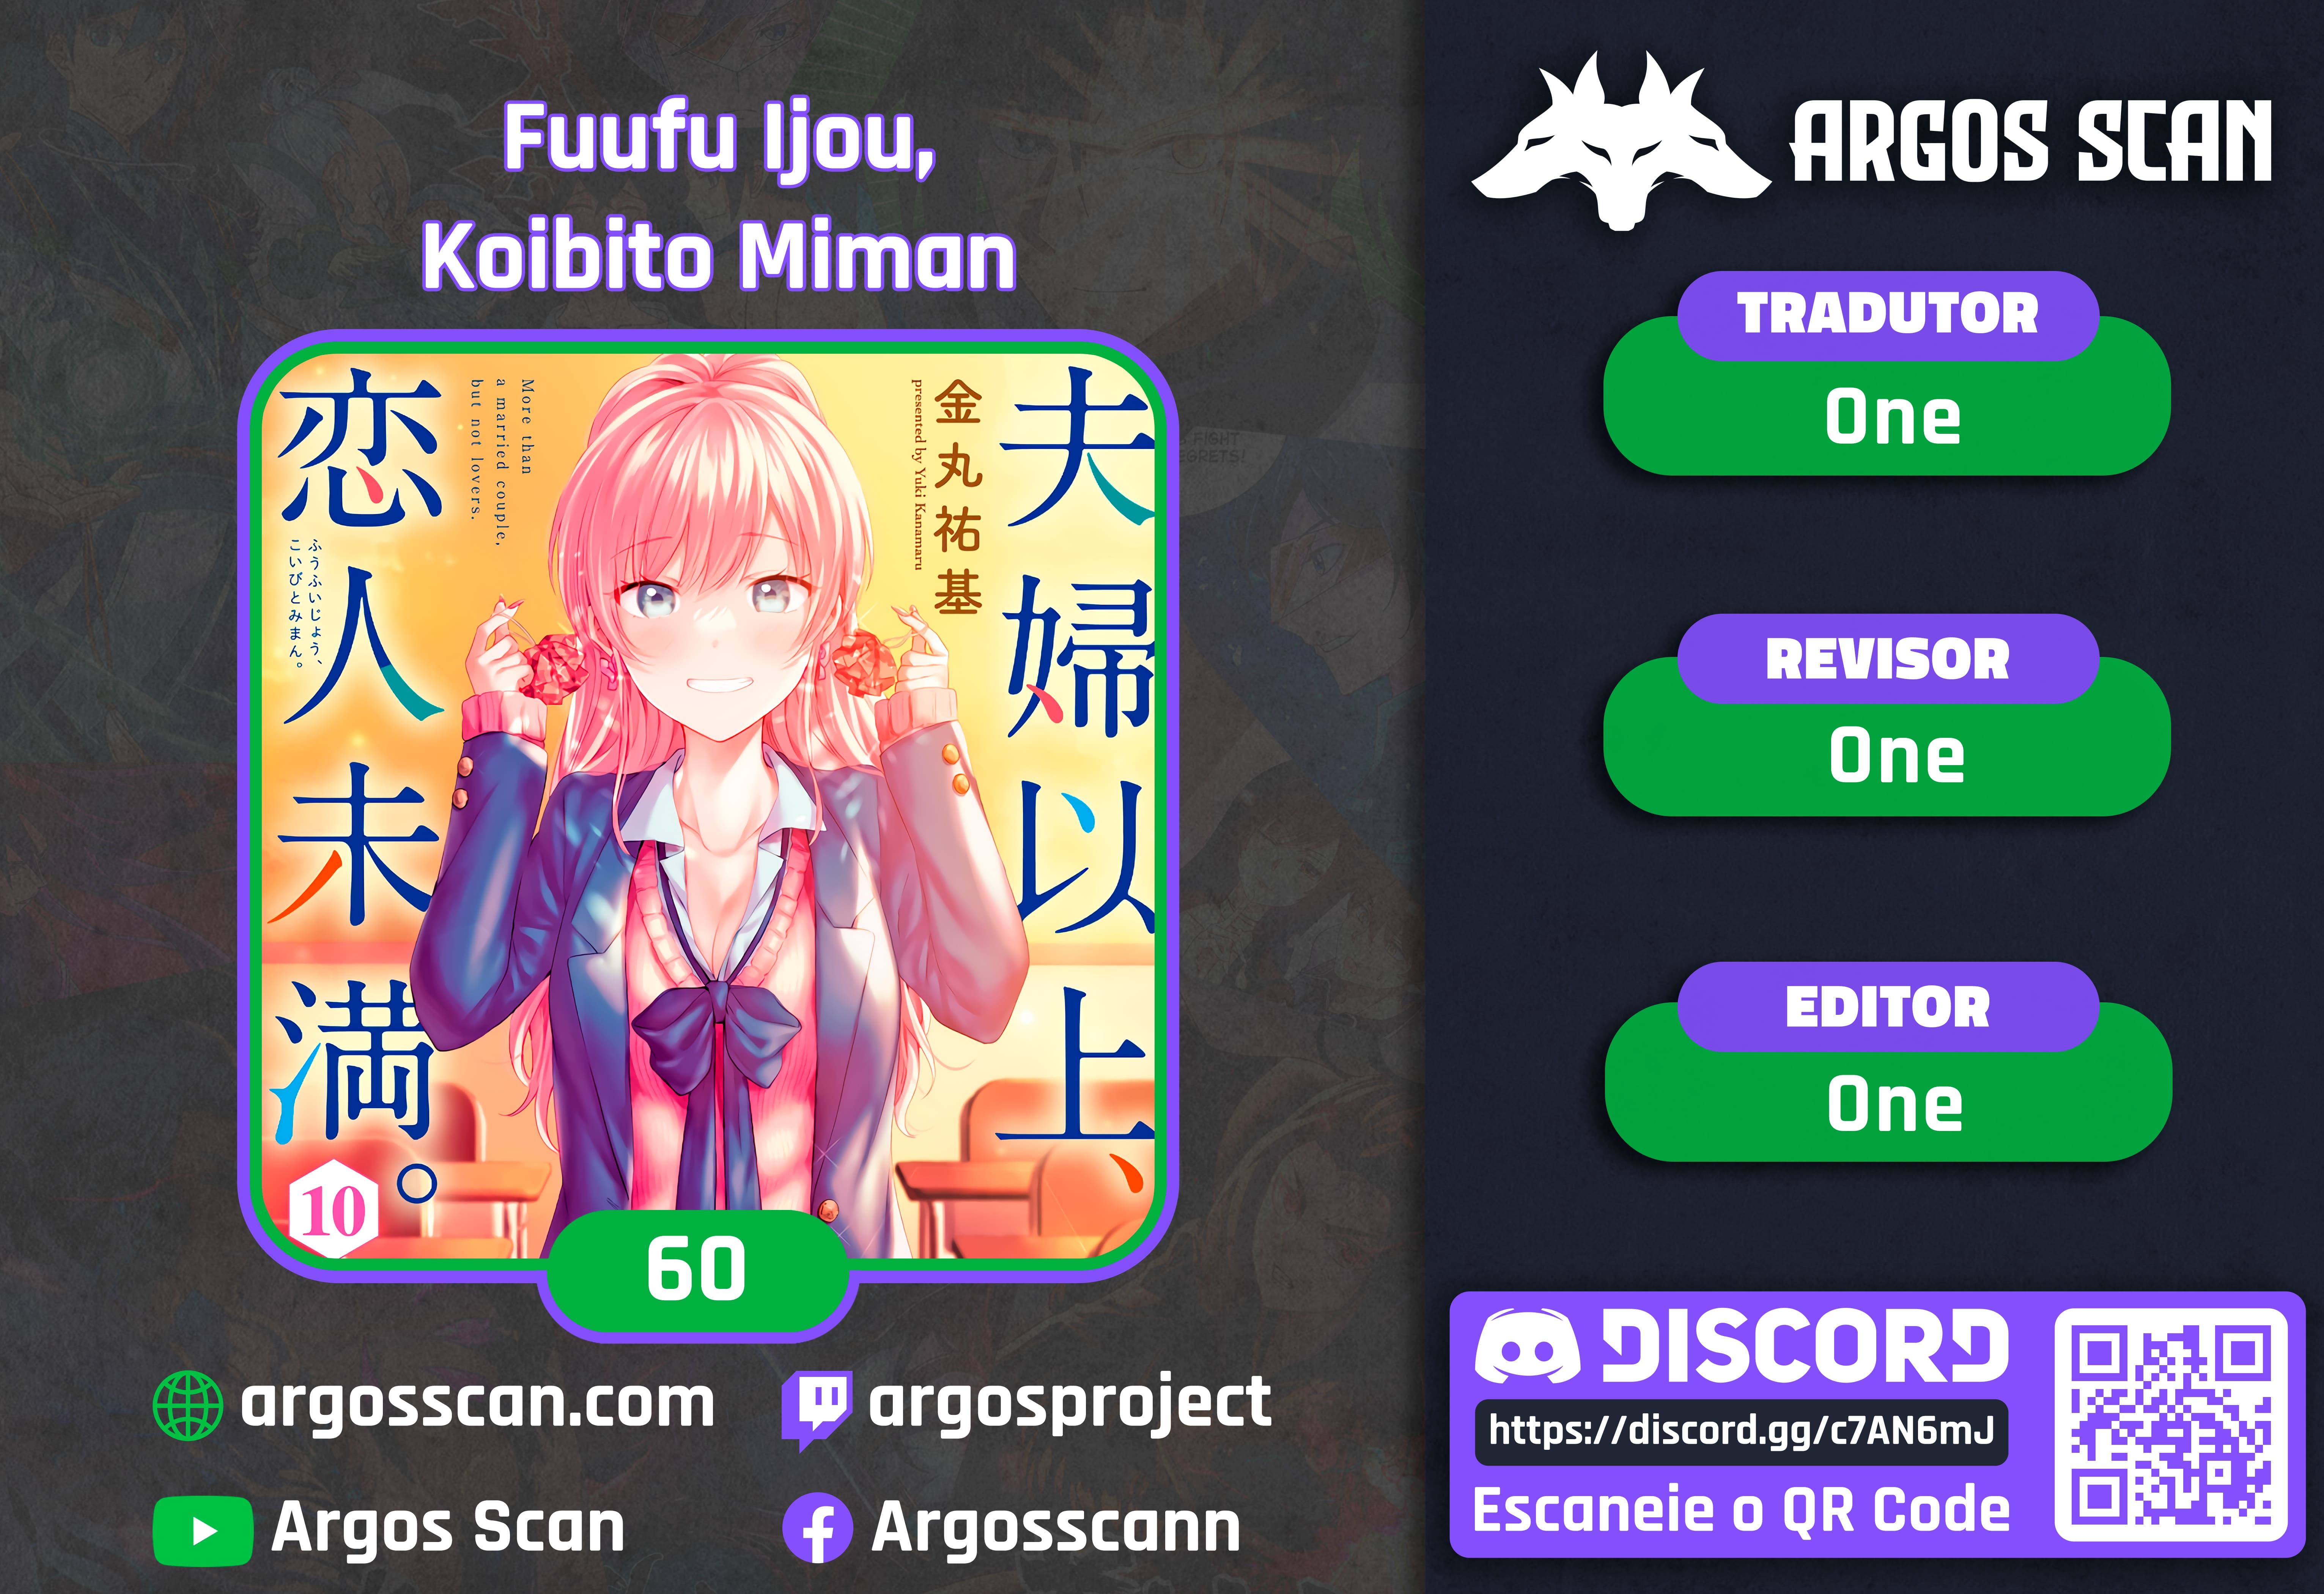 Fuufu Ijou,
Koibito Miman
夫婦以上、
金丸祐基
presented by Yuki Kanamaru
More than
a married couple,
but not lovers.
恋人未満。
ふうふいじょう、
こいびとみまん。
10
60
argosscan.com
argosproject
Argos Scan
Argosscann
ARGOS SCAN
TRADUTOR
One
REVISOR
One
EDITOR
One
DISCORD
https://discord.gg/c7AN6mJ
Escaneie o QR Code